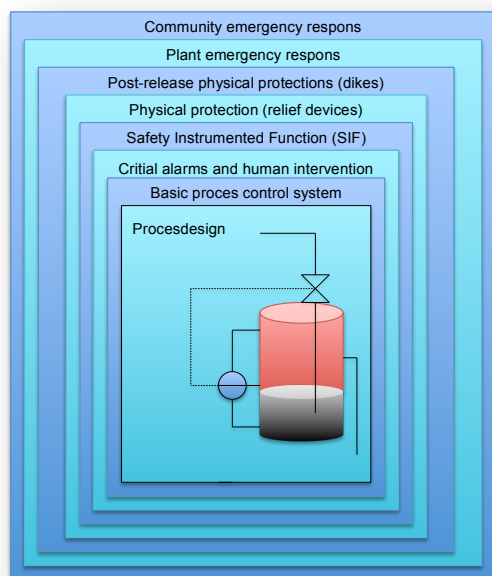 Community emergency respons
Plant emergency respons
Post-release physical protections (dikes)
Physical protection (relief devices)
Safety Instrumented Function (SIF)
Critial alarms and human intervention
Basic proces control system
Procesdesign